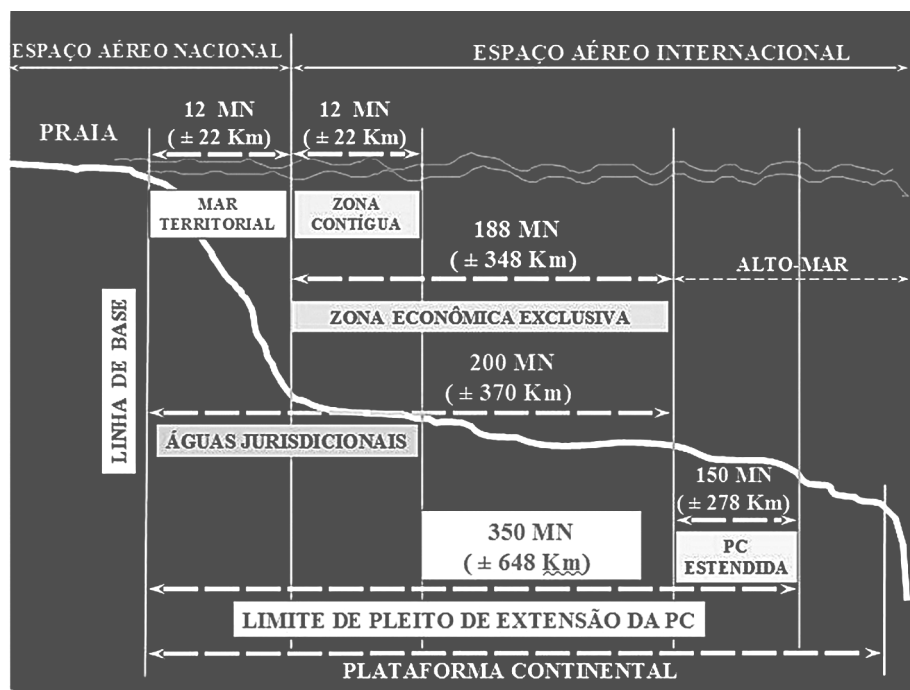 ESPAÇO AÉREO NACIONAL
ESPAÇO AÉREO INTERNACIONAL
12 MN
(± 22 Km)
12 MN
(± 22 Km)
PRAIA
MAR
TERRITORIAL
ZONA
CONTÍGUA
188 MN
(± 348 Km)
ALTO-MAR
ZONA ECONÔMICA EXCLUSIVA
LINHA DE BASE
200 MN
(± 370 Km)
ÁGUAS JURISDICIONAIS
150 MN
(± 278 Km)
350 MN
(± 648 Km)
PC
ESTENDIDA
LIMITE DE PLEITO DE EXTENSÃO DA PC
PLATAFORMA CONTINENTAL